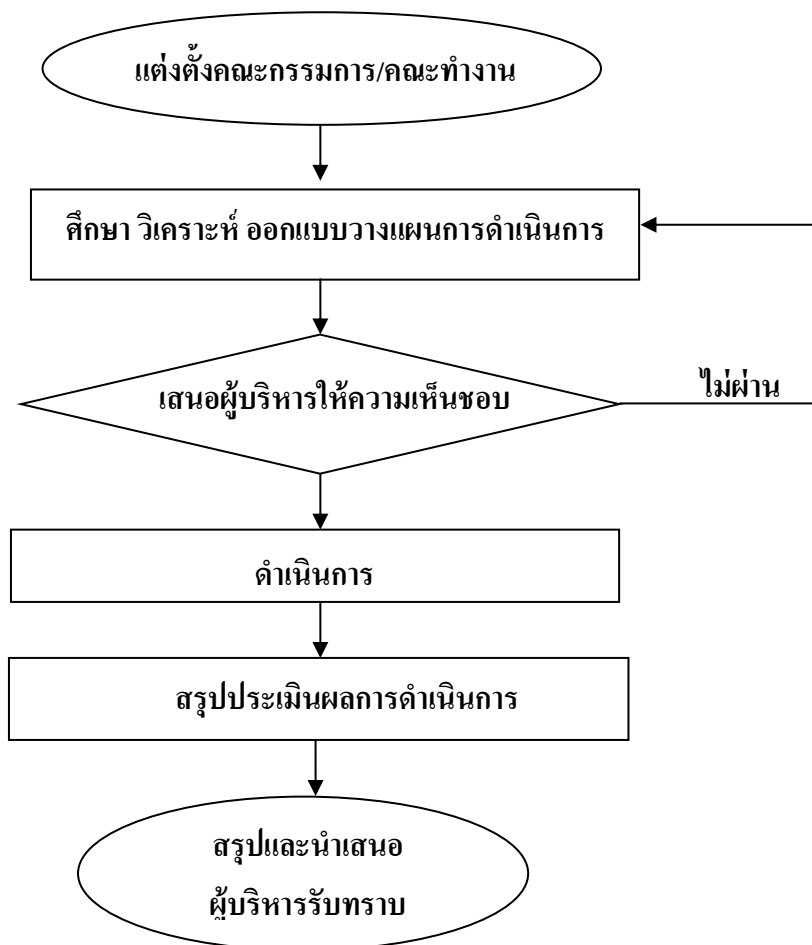 แต่งตั้งคณะกรรมการ/คณะทำงาน
ศึกษา วิเคราะห์ ออกแบบวางแผนการดำเนินการ
เสนอผู้บริหารให้ความเห็นชอบ
ไม่ผ่าน
ดำเนินการ
สรุปประเมินผลการดำเนินการ
สรุปและนำเสนอ
ผู้บริหารรับทราบ